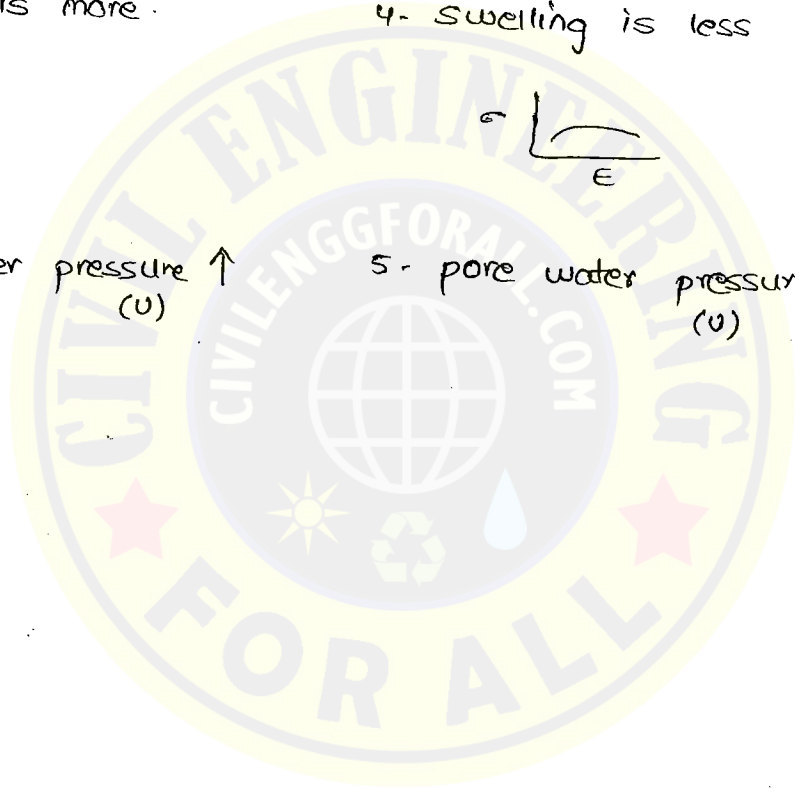 is more.
4- Swelling is less
σ
ε
er pressure ↑
(U)
5- pore water pressur
(U)
CIVIL ENGINEERING
CIVILENGGFORALL.COM
FOR ALL